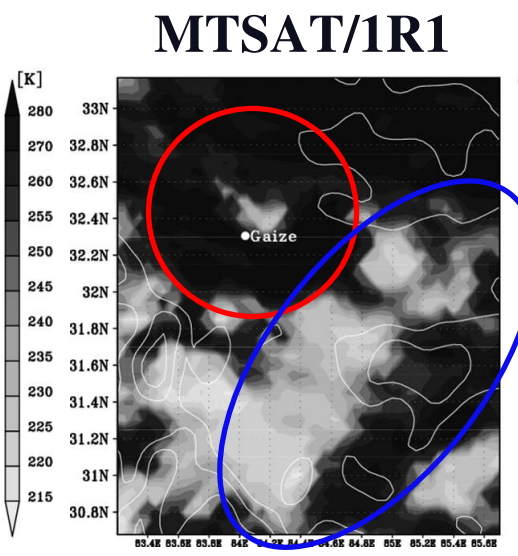 MTSAT/1R1
[K]
280
270
260
255
250
245
240
235
230
225
220
215
33N
32.8N
32.6N
32.4N
32.2N
32N
31.8N
31.6N
31.4N
31.2N
31N
30.8N
Gaize
83.4E 83.6E 83.8E 84E 84.2E 84.4E 84.6E 84.8E 85E 85.2E 85.4E 85.6E